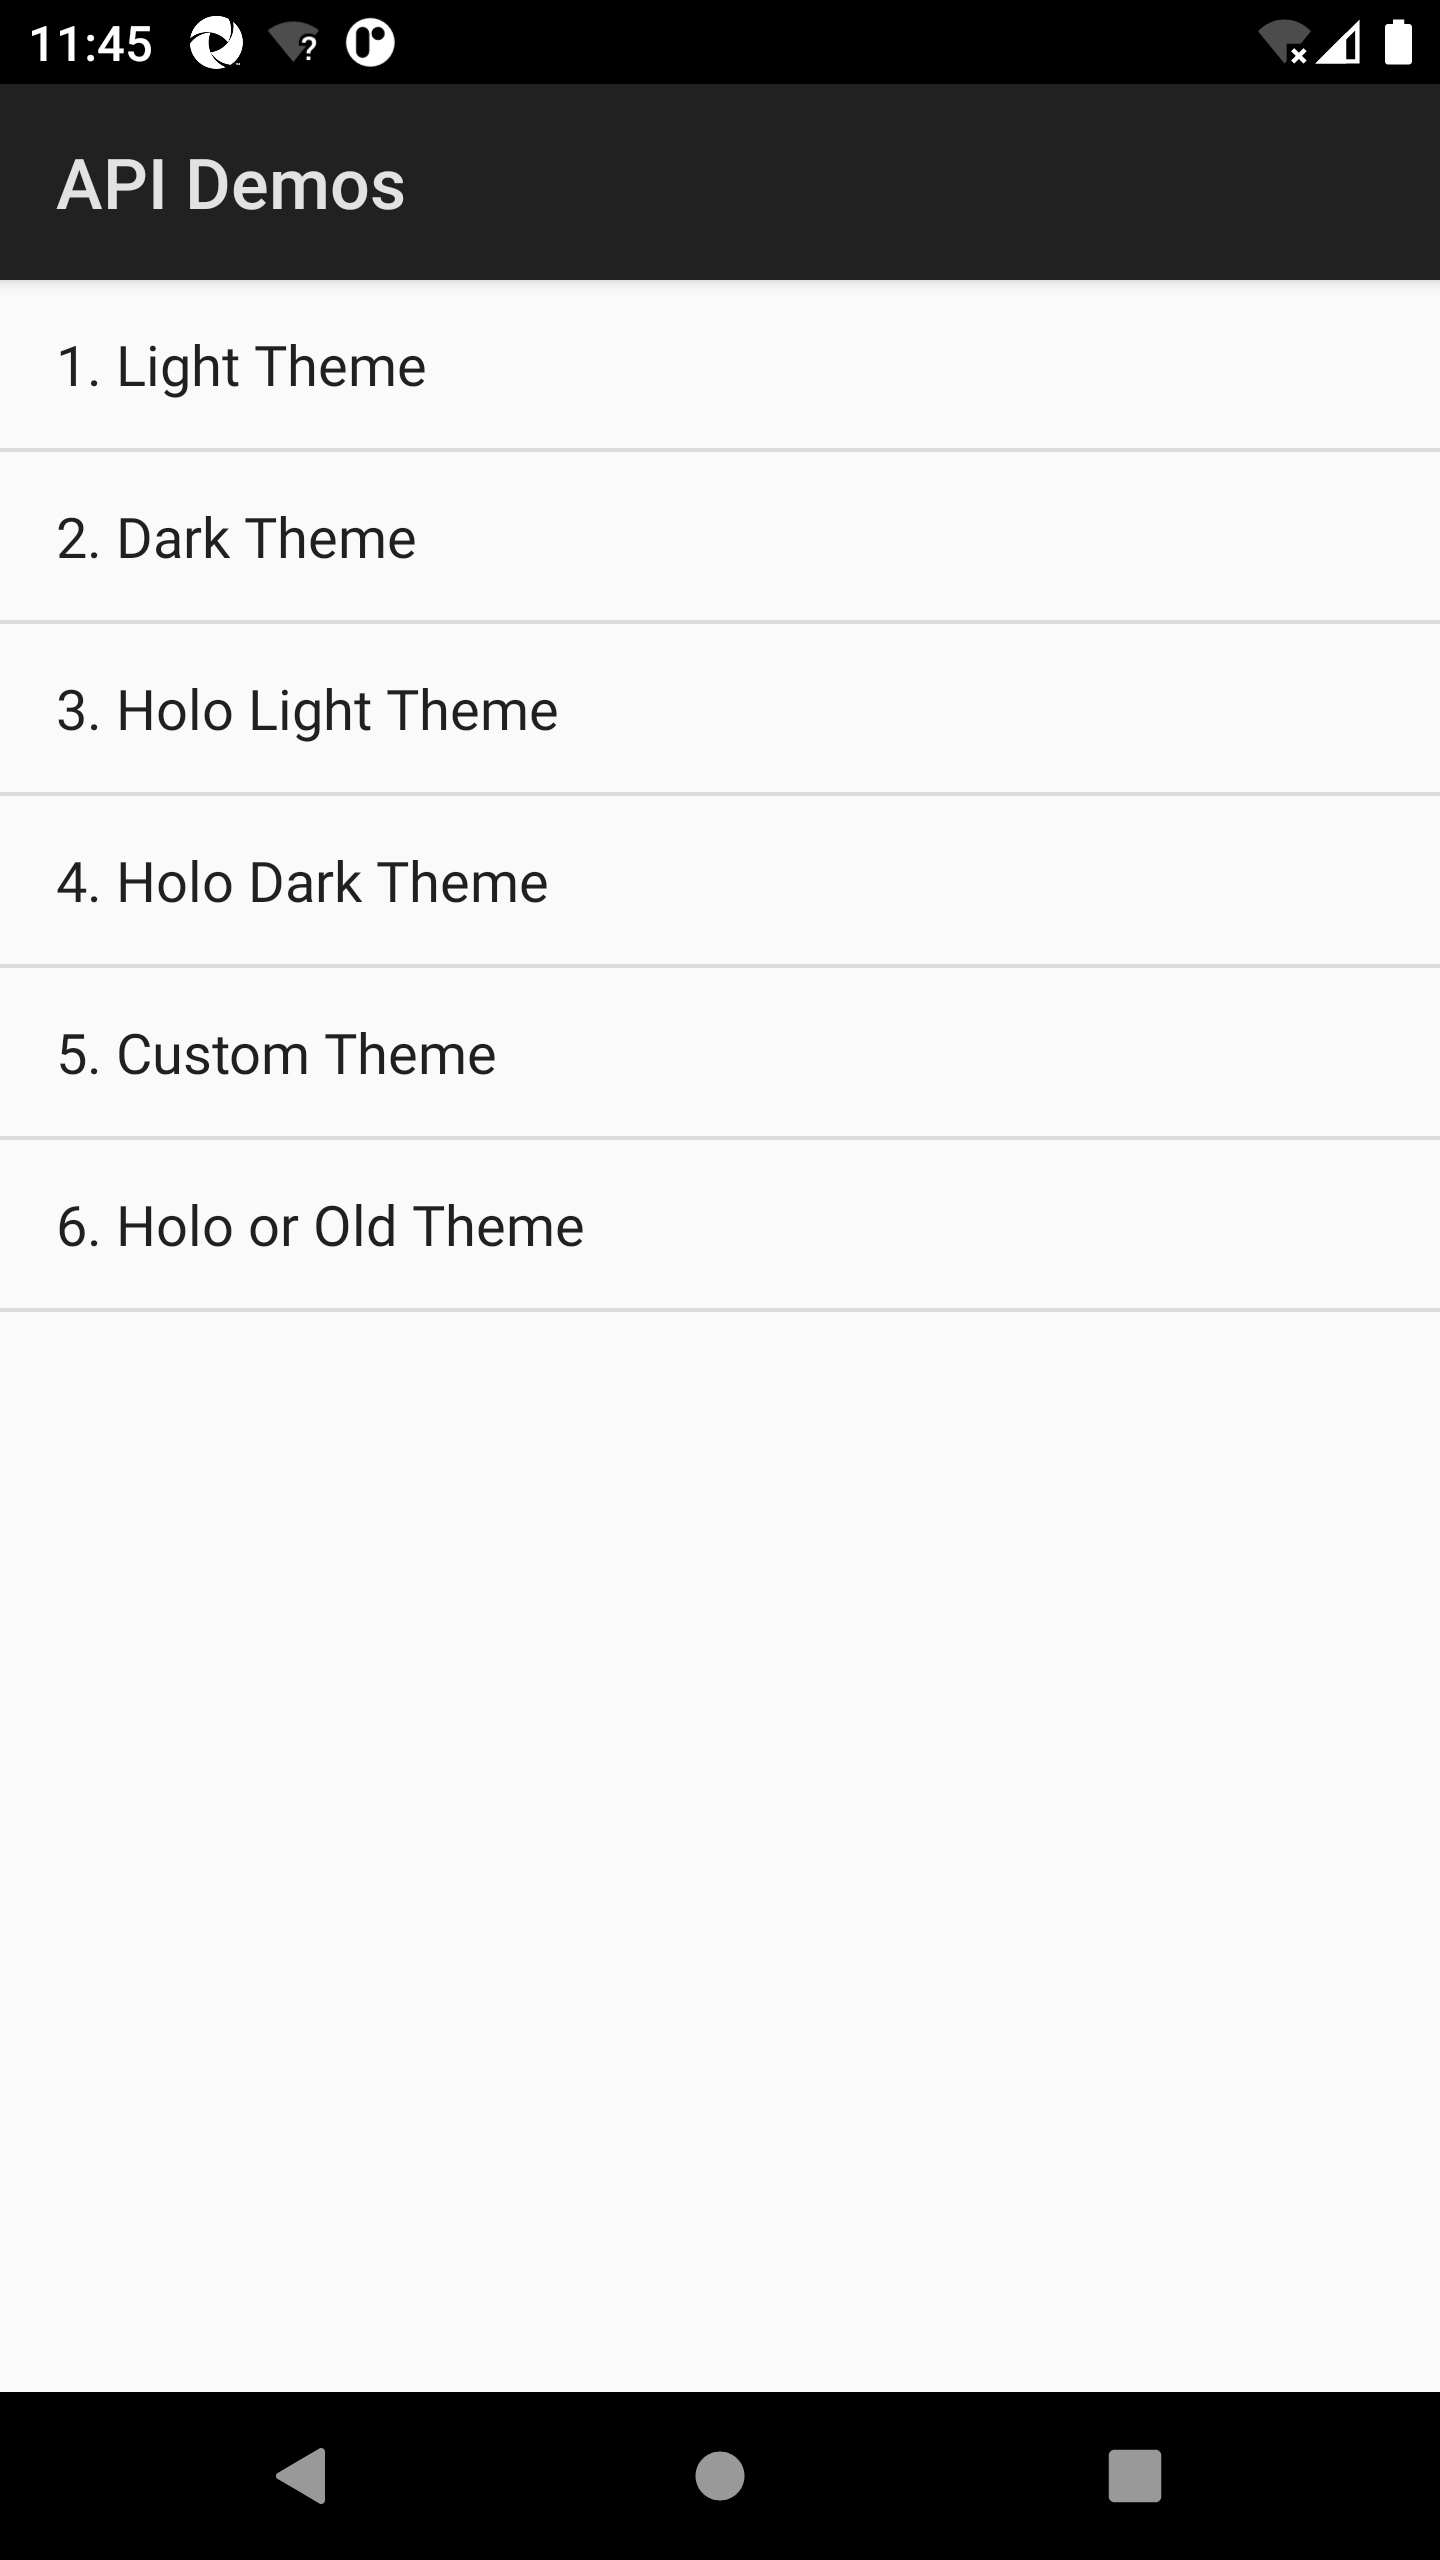 11:45
API Demos
1. Light Theme
2. Dark Theme
3. Holo Light Theme
4. Holo Dark Theme
5. Custom Theme
6. Holo or Old Theme